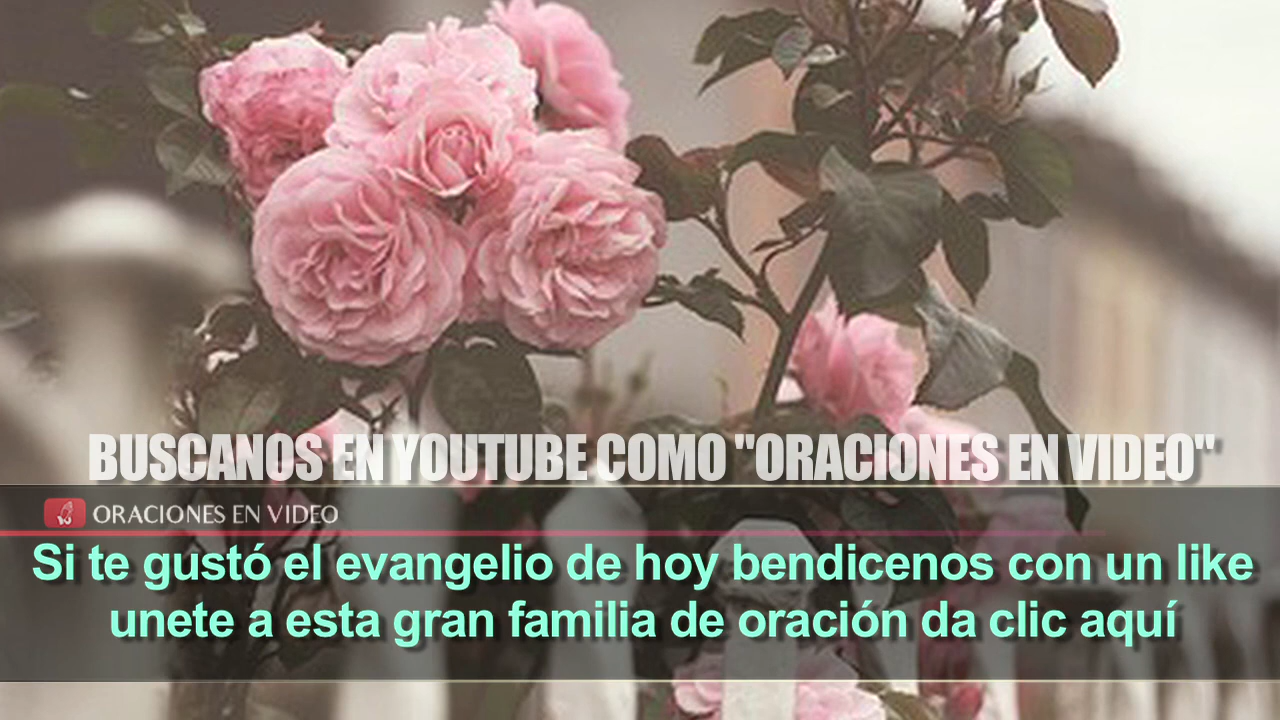 BUSCANOS EN YOUTUBE COMO "ORACIONES EN VIDEO"
ORACIONES EN VIDEO
Si te gustó el evangelio de hoy bendicenos con un like
unete a esta gran familia de oración da clic aquí